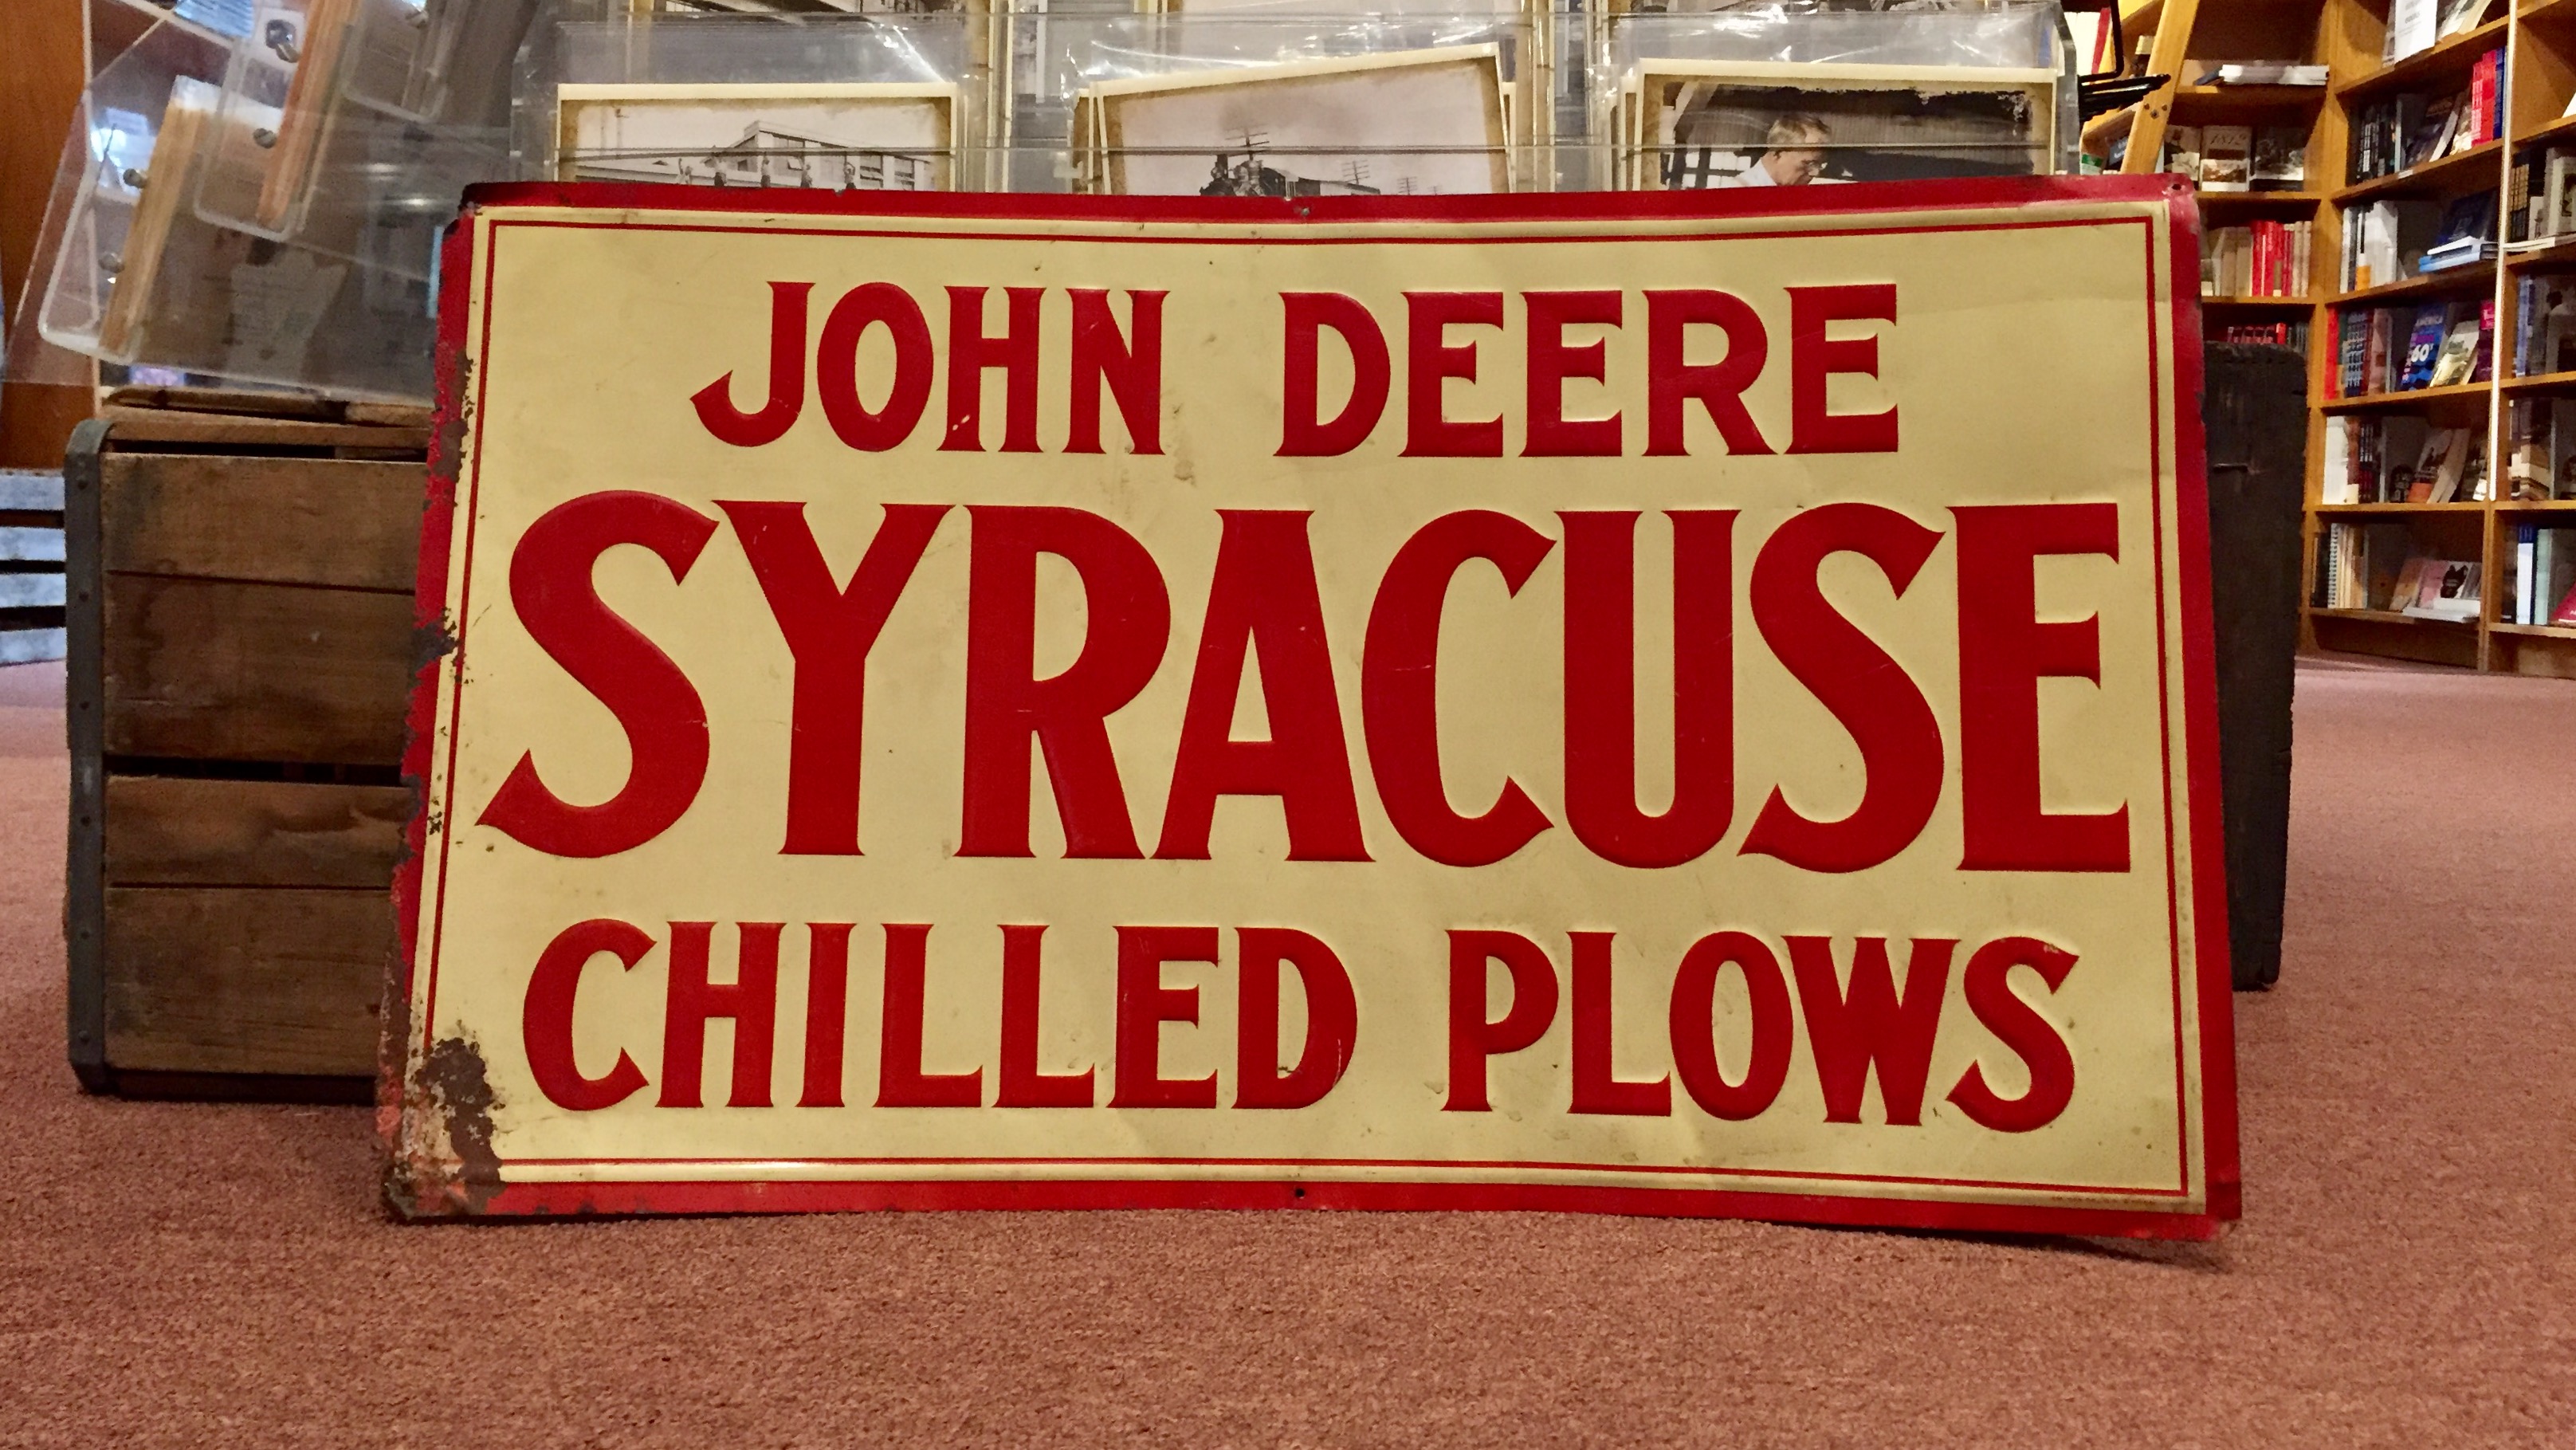 JOHN DEERE
SYRACUSE
CHILLED PLOWS